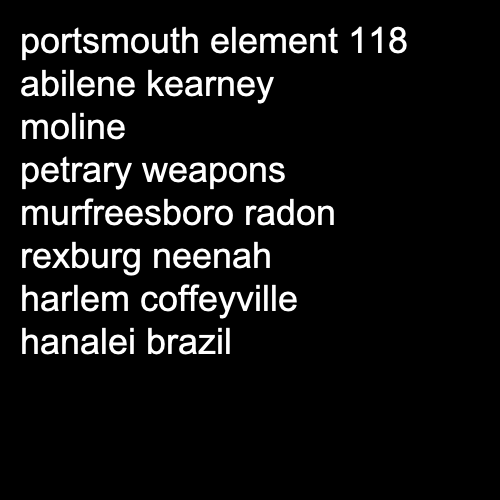 portsmouth element 118
abilene kearney
moline
petrary weapons
murfreesboro radon
rexburg neenah
harlem coffeyville
hanalei brazil